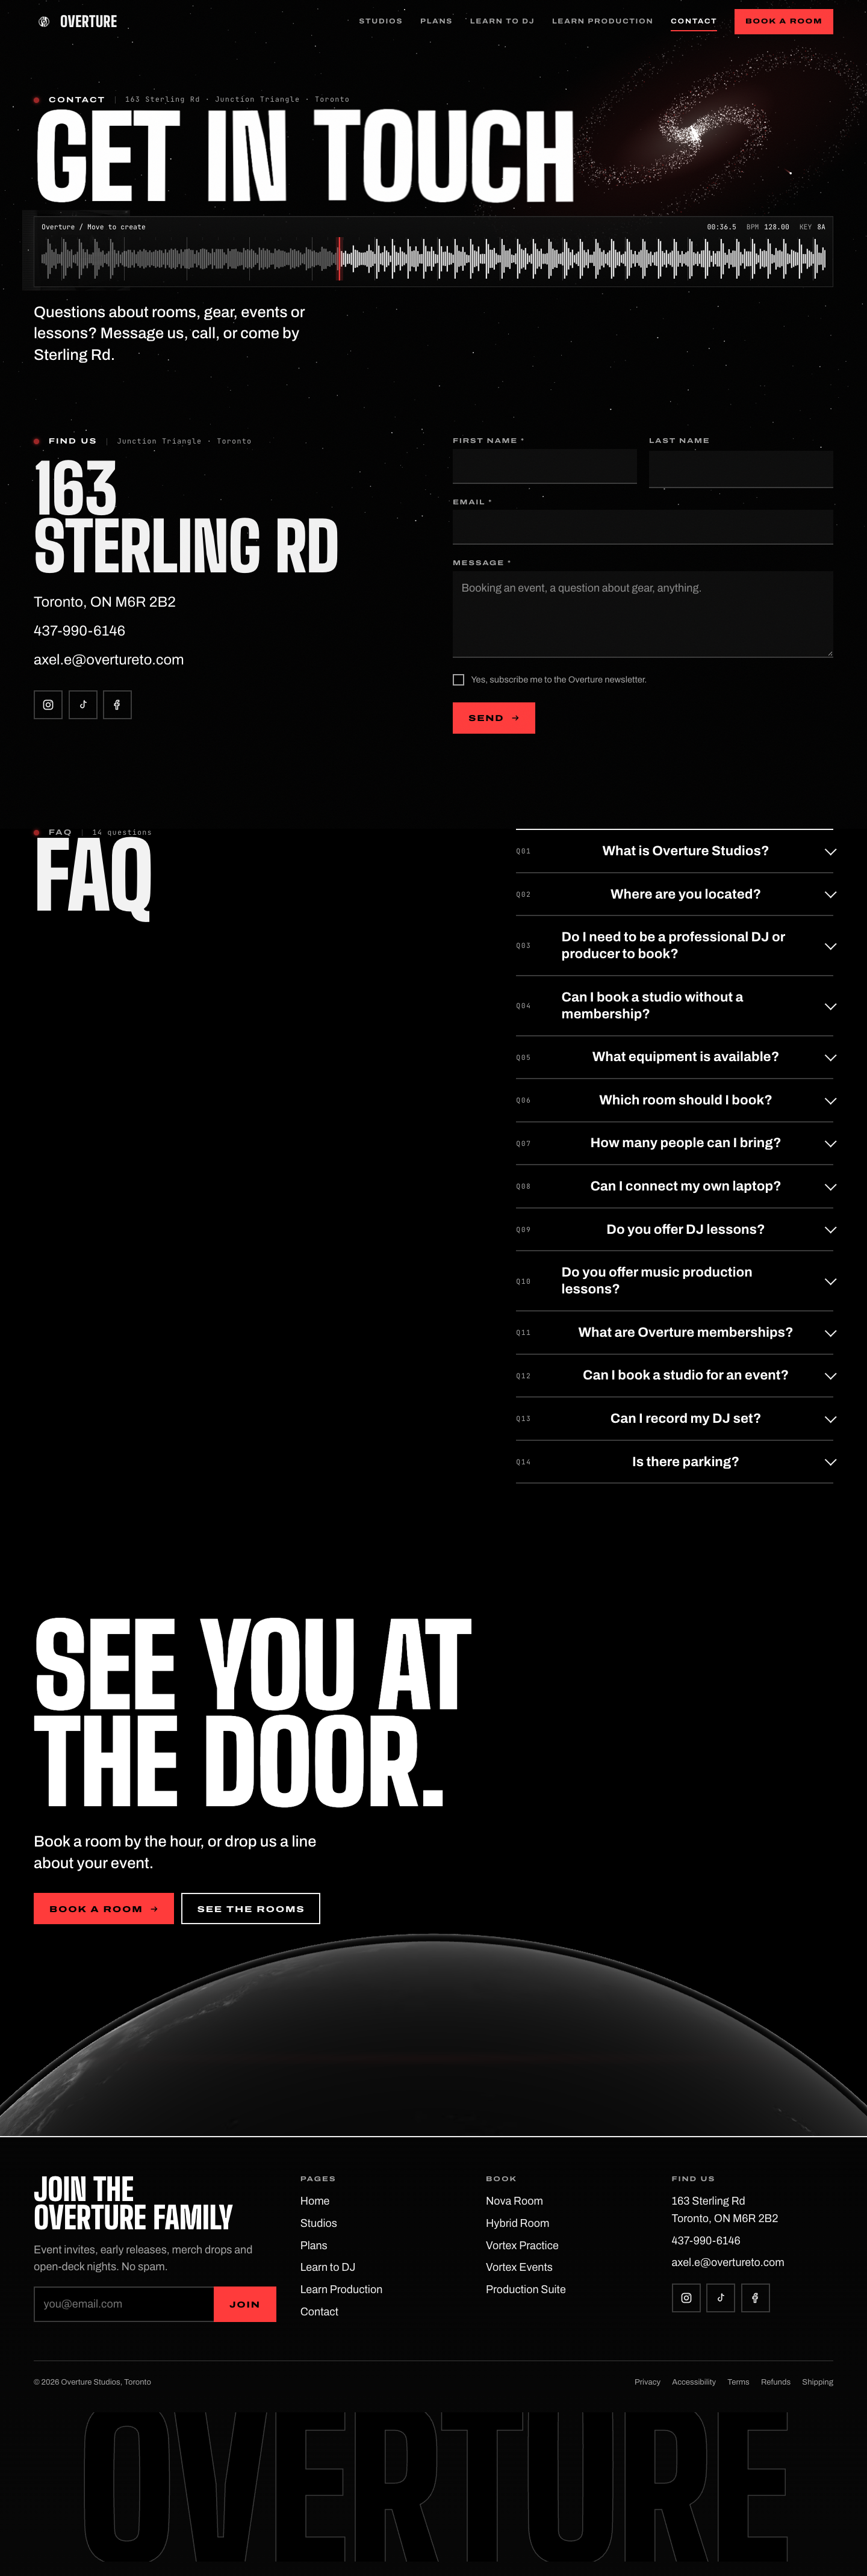 OVERTURE
STUDIOS PLANS LEARN TO DJ LEARN PRODUCTION CONTACT BOOK A ROOM
CONTACT | 163 Sterling Rd · Junction Triangle · Toronto
GET IN TOUCH
Overture / Move to create 00:36.5 BPM 128.00 KEY 8A
Questions about rooms, gear, events or
lessons? Message us, call, or come by
Sterling Rd.
FIND US | Junction Triangle · Toronto
163
STERLING RD
Toronto, ON M6R 2B2
437-990-6146
axel.e@overtureto.com
FIRST NAME *
LAST NAME
EMAIL *
MESSAGE *
Booking an event, a question about gear, anything.
Yes, subscribe me to the Overture newsletter.
SEND →
FAQ | 14 questions
FAQ
Q01 What is Overture Studios?
Q02 Where are you located?
Q03 Do I need to be a professional DJ or
producer to book?
Q04 Can I book a studio without a
membership?
Q05 What equipment is available?
Q06 Which room should I book?
Q07 How many people can I bring?
Q08 Can I connect my own laptop?
Q09 Do you offer DJ lessons?
Q10 Do you offer music production
lessons?
Q11 What are Overture memberships?
Q12 Can I book a studio for an event?
Q13 Can I record my DJ set?
Q14 Is there parking?
SEE YOU AT
THE DOOR.
Book a room by the hour, or drop us a line
about your event.
BOOK A ROOM → SEE THE ROOMS
JOIN THE
OVERTURE FAMILY
Event invites, early releases, merch drops and
open-deck nights. No spam.
you@email.com JOIN
PAGES
Home
Studios
Plans
Learn to DJ
Learn Production
Contact
BOOK
Nova Room
Hybrid Room
Vortex Practice
Vortex Events
Production Suite
FIND US
163 Sterling Rd
Toronto, ON M6R 2B2
437-990-6146
axel.e@overtureto.com
© 2026 Overture Studios, Toronto
Privacy Accessibility Terms Refunds Shipping
OVERTURE